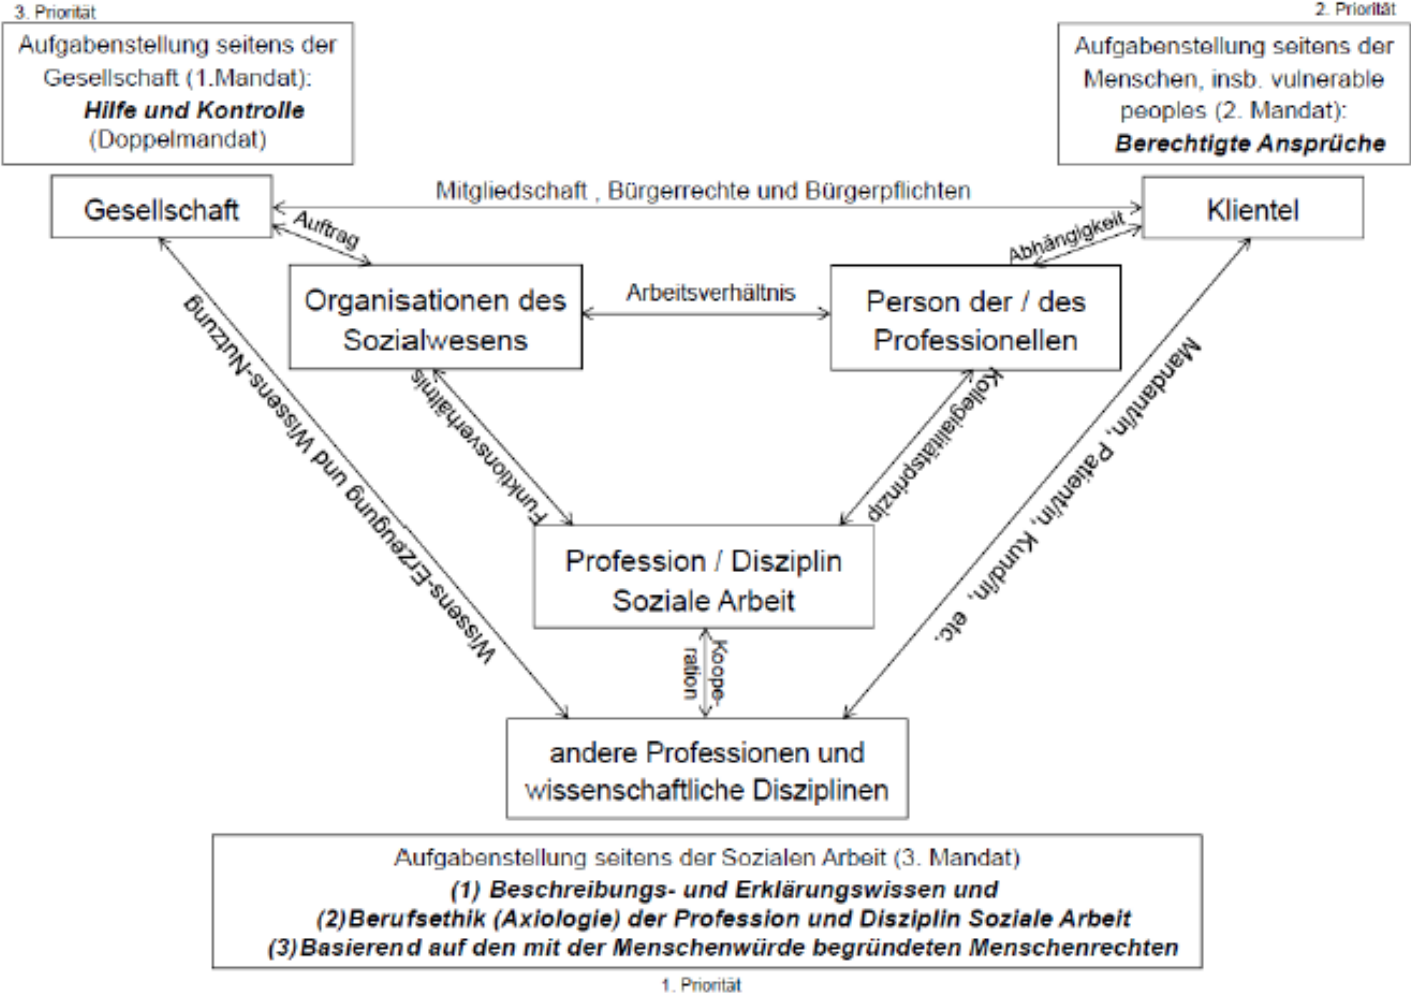 3. Priorität
2. Priorität
Aufgabenstellung seitens der
Gesellschaft (1.Mandat):
Hilfe und Kontrolle
(Doppelmandat)
Aufgabenstellung seitens der
Menschen, insb. vulnerable
peoples (2. Mandat):
Berechtigte Ansprüche
Gesellschaft
Mitgliedschaft , Bürgerrechte und Bürgerpflichten
Klientel
Auftrag
Abhängigkeit
Organisationen des
Sozialwesens
Arbeitsverhältnis
Person der / des
Professionellen
Wissens-Erzeugung und Wissens-Nutzung
Funktionsverhältnis
Kollegialitätsprinzip
Mandant/in, Patient/in, Kund/in, etc.
Profession / Disziplin
Soziale Arbeit
Koope-
ration
andere Professionen und
wissenschaftliche Disziplinen
Aufgabenstellung seitens der Sozialen Arbeit (3. Mandat)
(1) Beschreibungs- und Erklärungswissen und
(2)Berufsethik (Axiologie) der Profession und Disziplin Soziale Arbeit
(3)Basierend auf den mit der Menschenwürde begründeten Menschenrechten
1. Priorität